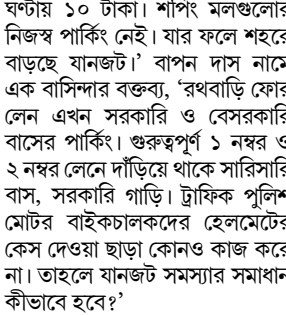 ঘণ্টায় ১০ টাকা। শপিং মলগুলোর
নিজস্ব পার্কিং নেই। যার ফলে শহরে
বাড়ছে যানজট।’ বাপন দাস নামে
এক বাসিন্দার বক্তব্য, ‘রথবাড়ি ফোর
লেন এখন সরকারি ও বেসরকারি
বাসের পার্কিং। গুরুত্বপূর্ণ ১ নম্বর ও
২ নম্বর লেনে দাঁড়িয়ে থাকে সারিসারি
বাস, সরকারি গাড়ি। ট্রাফিক পুলিশ
মোটর বাইকচালকদের হেলমেটের
কেস দেওয়া ছাড়া কোনও কাজ করে
না। তাহলে যানজট সমস্যার সমাধান
কীভাবে হবে?’